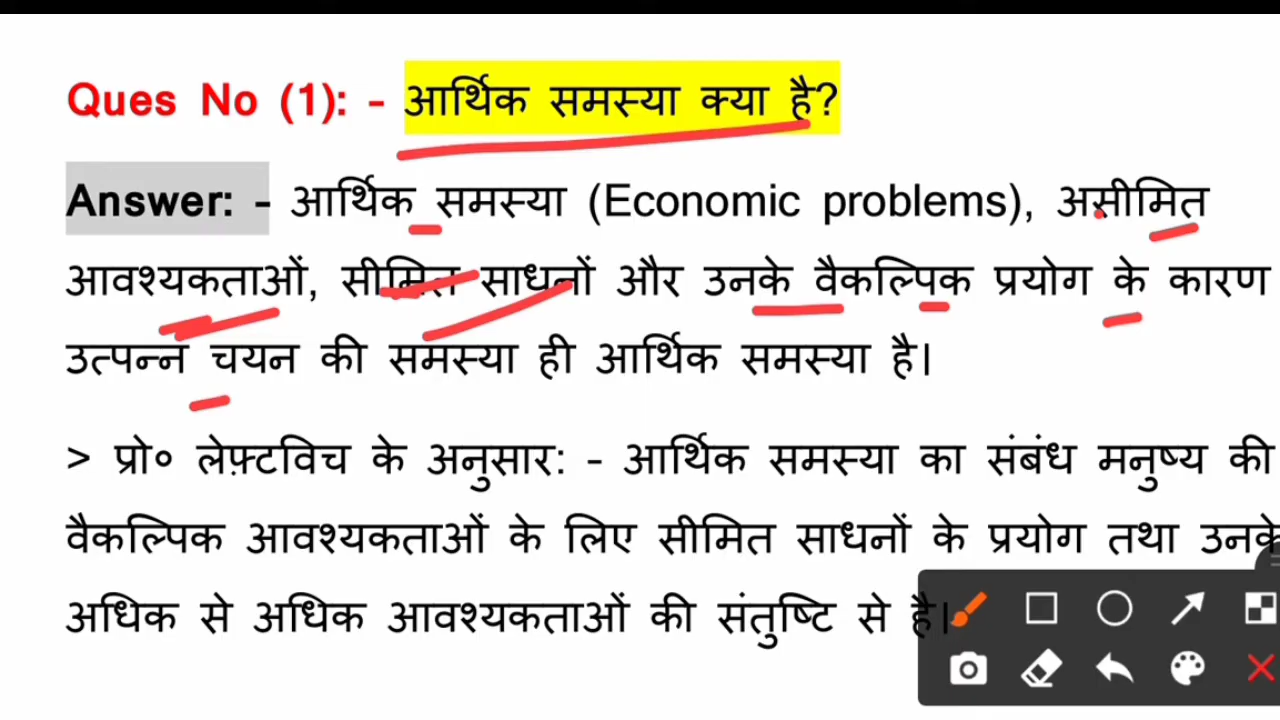 Ques No (1): - आर्थिक समस्या क्या है?
Answer: - आर्थिक समस्या (Economic problems), असीमित
आवश्यकताओं, सीमित साधनों और उनके वैकल्पिक प्रयोग के कारण
उत्पन्न चयन की समस्या ही आर्थिक समस्या है।
> प्रो० लेफ़्टविच के अनुसार: - आर्थिक समस्या का संबंध मनुष्य की
वैकल्पिक आवश्यकताओं के लिए सीमित साधनों के प्रयोग तथा उनके
अधिक से अधिक आवश्यकताओं की संतुष्टि से है।